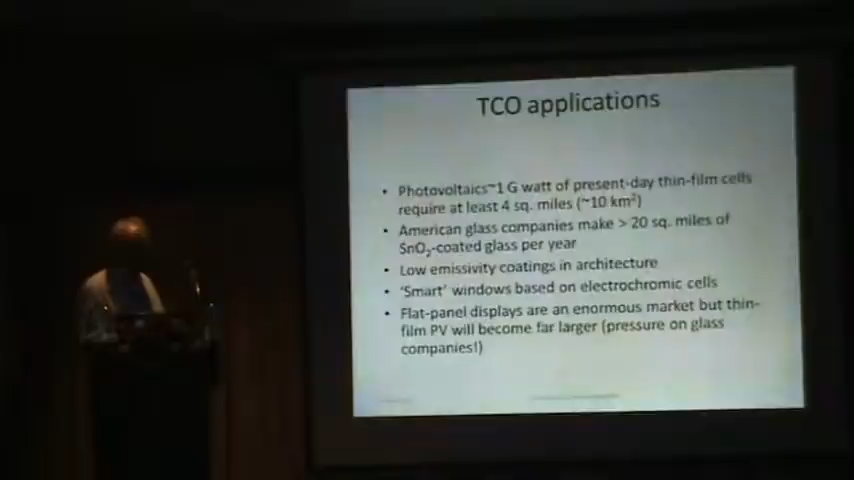 TCO applications
• Photovoltaics~1 G watt of present-day thin-film cells
require at least 4 sq. miles (~10 km²)
• American glass companies make > 20 sq. miles of
SnO₂-coated glass per year
• Low emissivity coatings in architecture
• 'Smart' windows based on electrochromic cells
• Flat-panel displays are an enormous market but thin-
film PV will become far larger (pressure on glass
companies!)